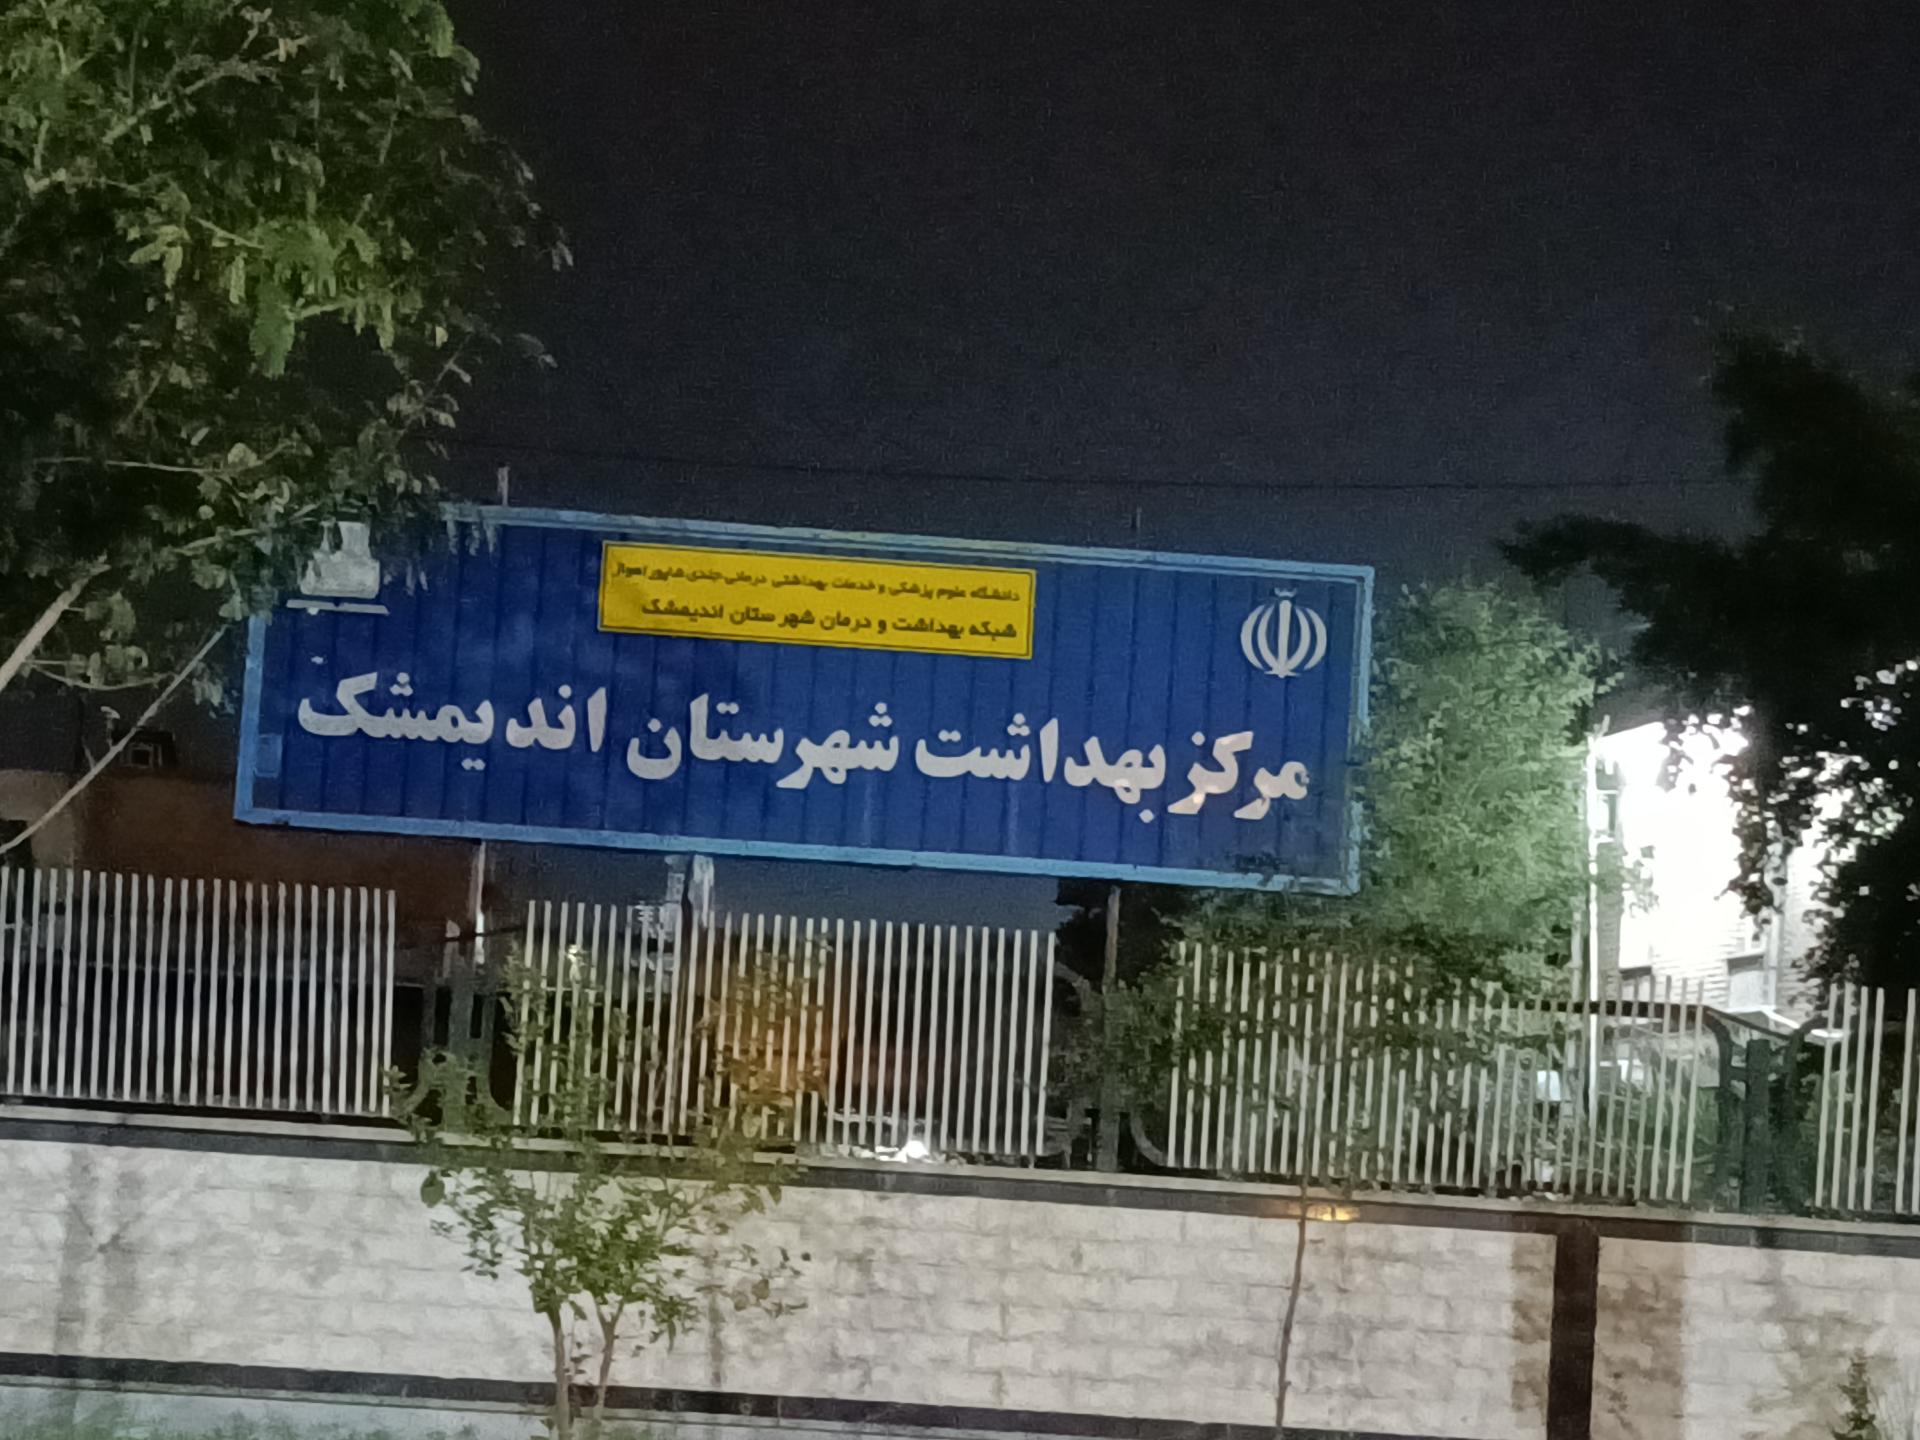 دانشگاه علوم پزشکی و خدمات بهداشتی درمانی جندی شاپور اهواز
شبکه بهداشت و درمان شهرستان اندیمشک
مرکز بهداشت شهرستان اندیمشک